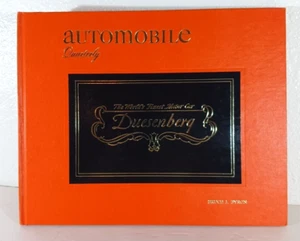 AUTOMOBILE
Quarterly
The World's Finest Motor Car
Duesenberg